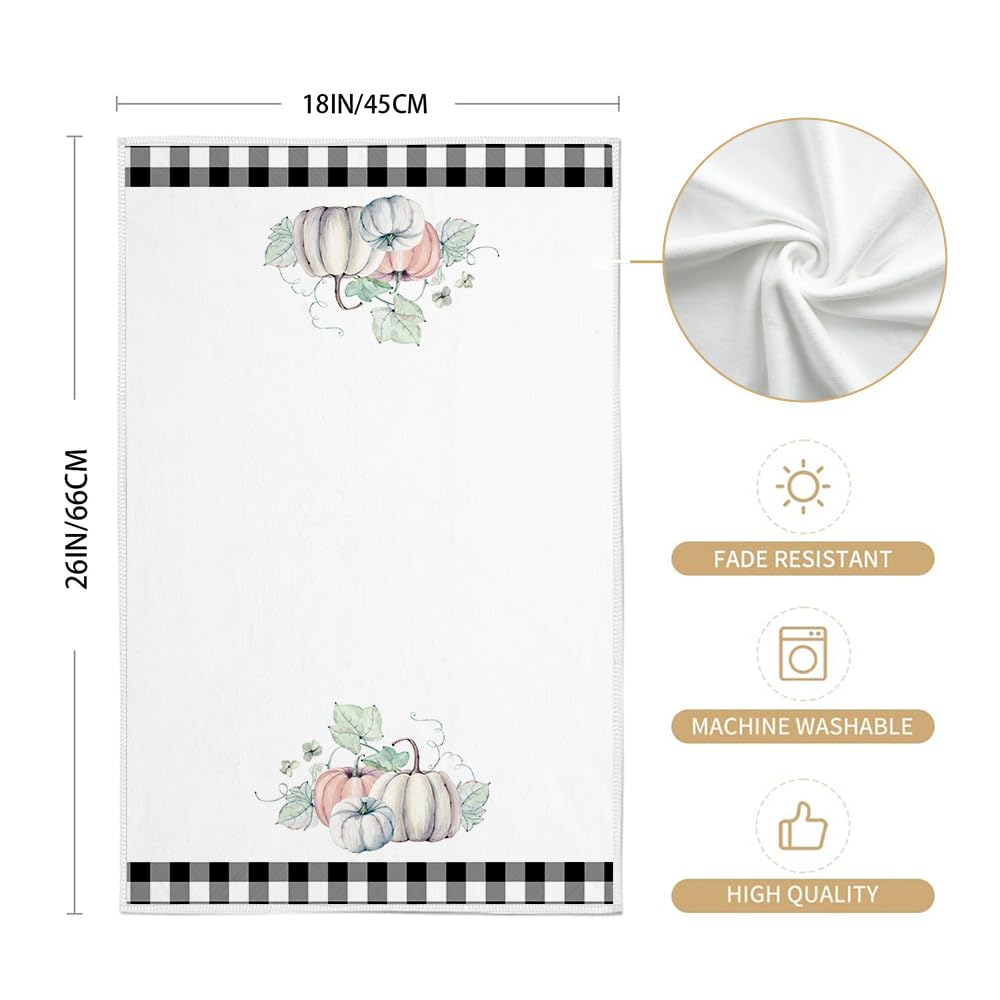 18IN/45CM
26IN/66CM
FADE RESISTANT
MACHINE WASHABLE
HIGH QUALITY